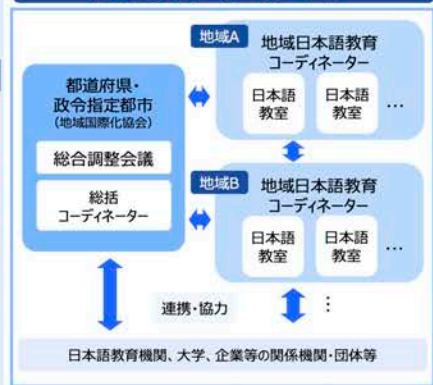 都道府県・
政令指定都市
(地域国際化協会)
総合調整会議
総括
コーディネーター
地域A
地域日本語教育
コーディネーター
日本語
教室
日本語
教室
…
地域B
地域日本語教育
コーディネーター
日本語
教室
日本語
教室
…
⋮
連携・協力
日本語教育機関、大学、企業等の関係機関・団体等